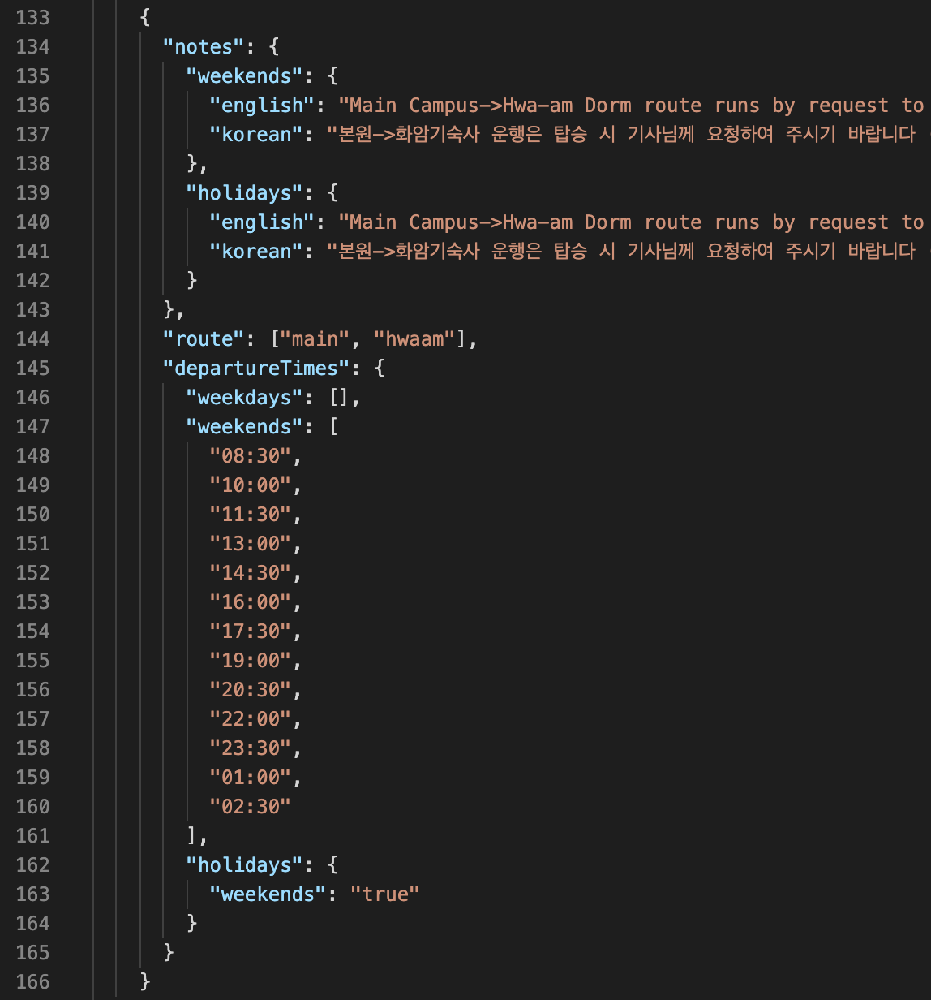 133 {
134 "notes": {
135 "weekends": {
136 "english": "Main Campus->Hwa-am Dorm route runs by request to
137 "korean": "본원->화암기숙사 운행은 탑승 시 기사님께 요청하여 주시기 바랍니다
138 },
139 "holidays": {
140 "english": "Main Campus->Hwa-am Dorm route runs by request to
141 "korean": "본원->화암기숙사 운행은 탑승 시 기사님께 요청하여 주시기 바랍니다
142 }
143 },
144 "route": ["main", "hwaam"],
145 "departureTimes": {
146 "weekdays": [],
147 "weekends": [
148 "08:30",
149 "10:00",
150 "11:30",
151 "13:00",
152 "14:30",
153 "16:00",
154 "17:30",
155 "19:00",
156 "20:30",
157 "22:00",
158 "23:30",
159 "01:00",
160 "02:30"
161 ],
162 "holidays": {
163 "weekends": "true"
164 }
165 }
166 }